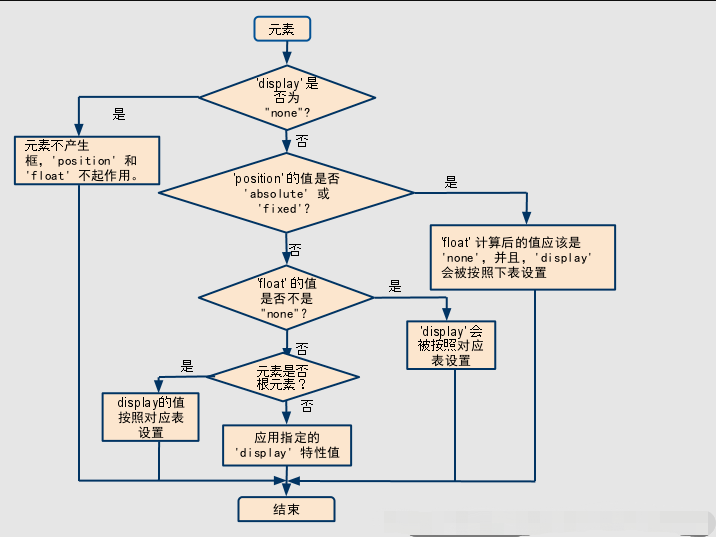 元素
'display' 是
否为
"none"?
是
否
元素不产生
框，'position' 和
'float' 不起作用。
'position' 的值是否
'absolute' 或
'fixed'?
是
'float' 计算后的值应该是
'none'，并且，'display'
会被按照下表设置
否
'float' 的值
是否不是
"none"?
是
'display' 会
被按照对应
表设置
否
元素是否
根元素？
是
display的值
按照对应表
设置
否
应用指定的
'display' 特性值
结束